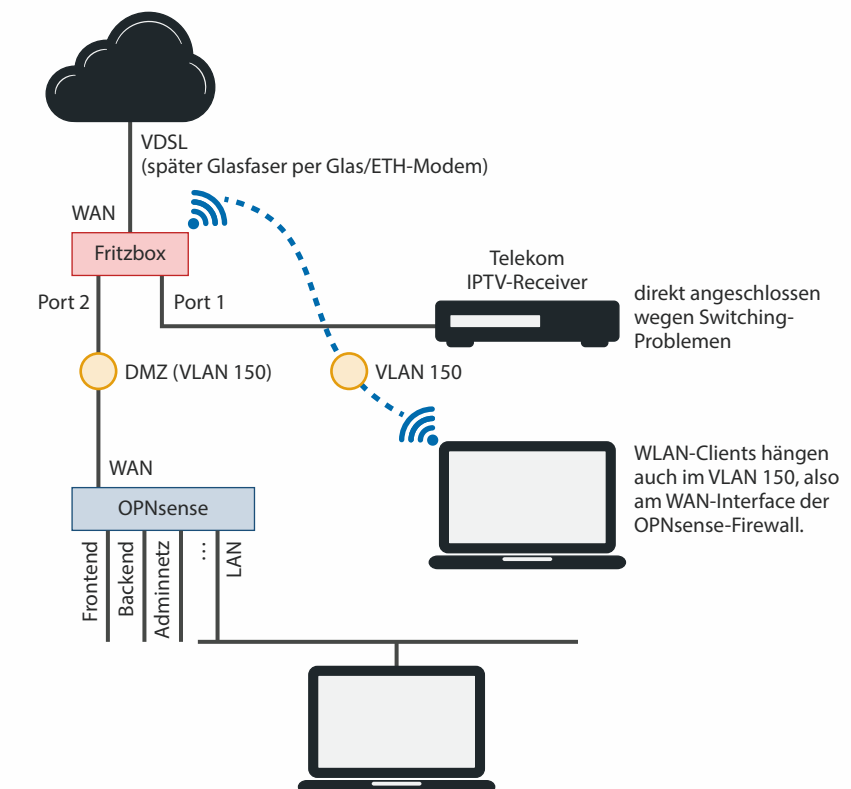 VDSL
(später Glasfaser per Glas/ETH-Modem)
WAN
Fritzbox
Port 2
Port 1
Telekom
IPTV-Receiver
direkt angeschlossen
wegen Switching-
Problemen
DMZ (VLAN 150)
VLAN 150
WAN
OPNsense
WLAN-Clients hängen
auch im VLAN 150, also
am WAN-Interface der
OPNsense-Firewall.
Frontend
Backend
Adminnetz
...
LAN